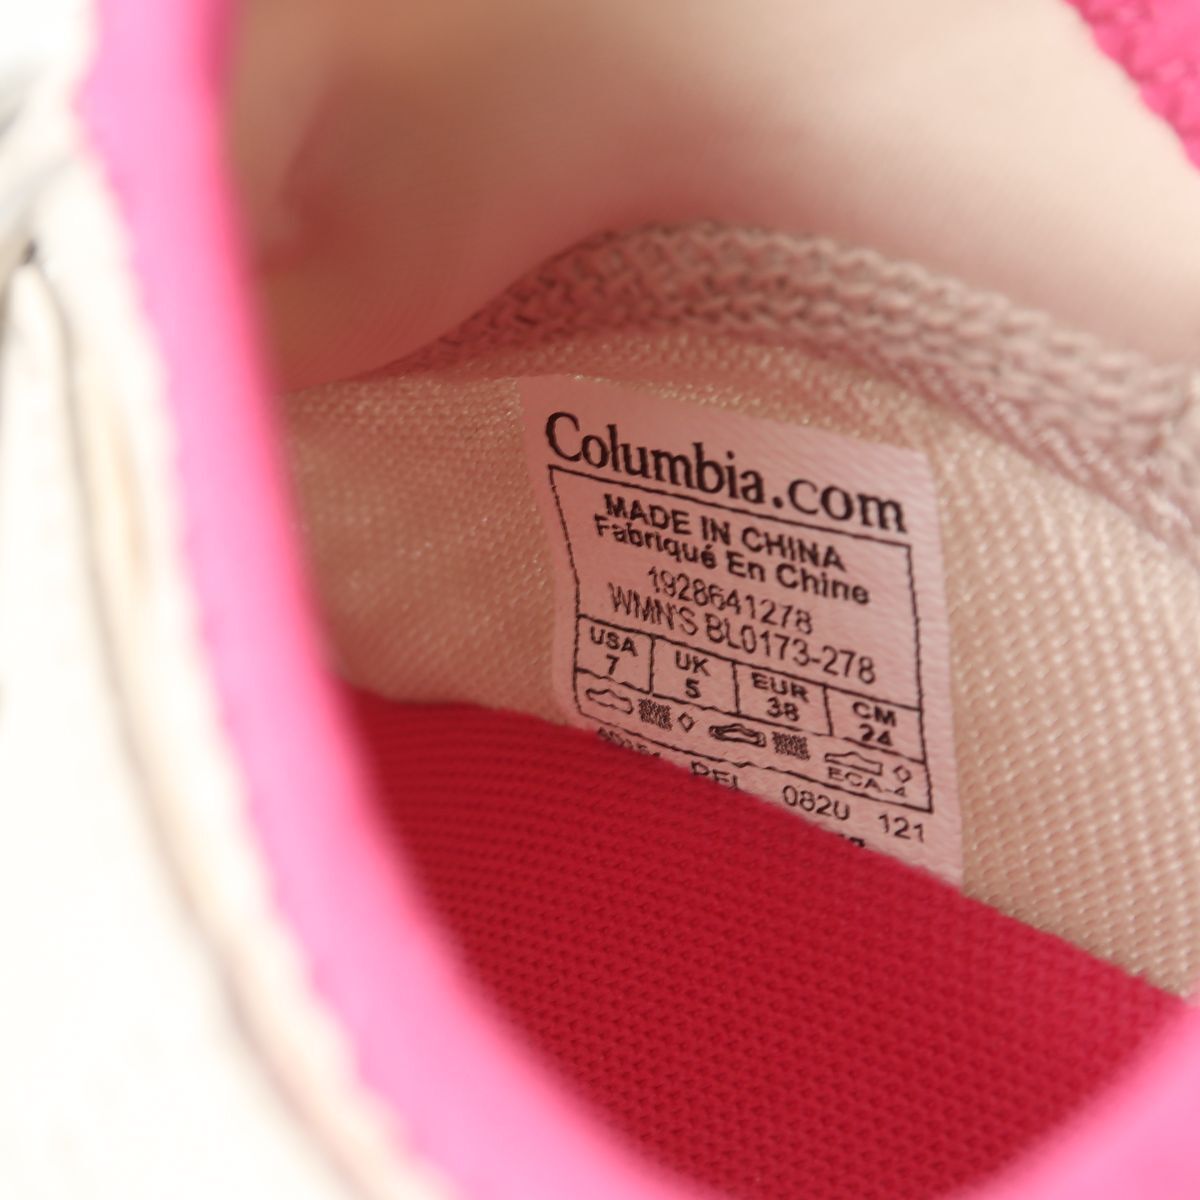 Columbia.com
MADE IN CHINA
Fabriqué En Chine
1928641278
WMN'S BL0173-278
USA UK EUR CM
7 5 38 24
ECA-4
0820 121